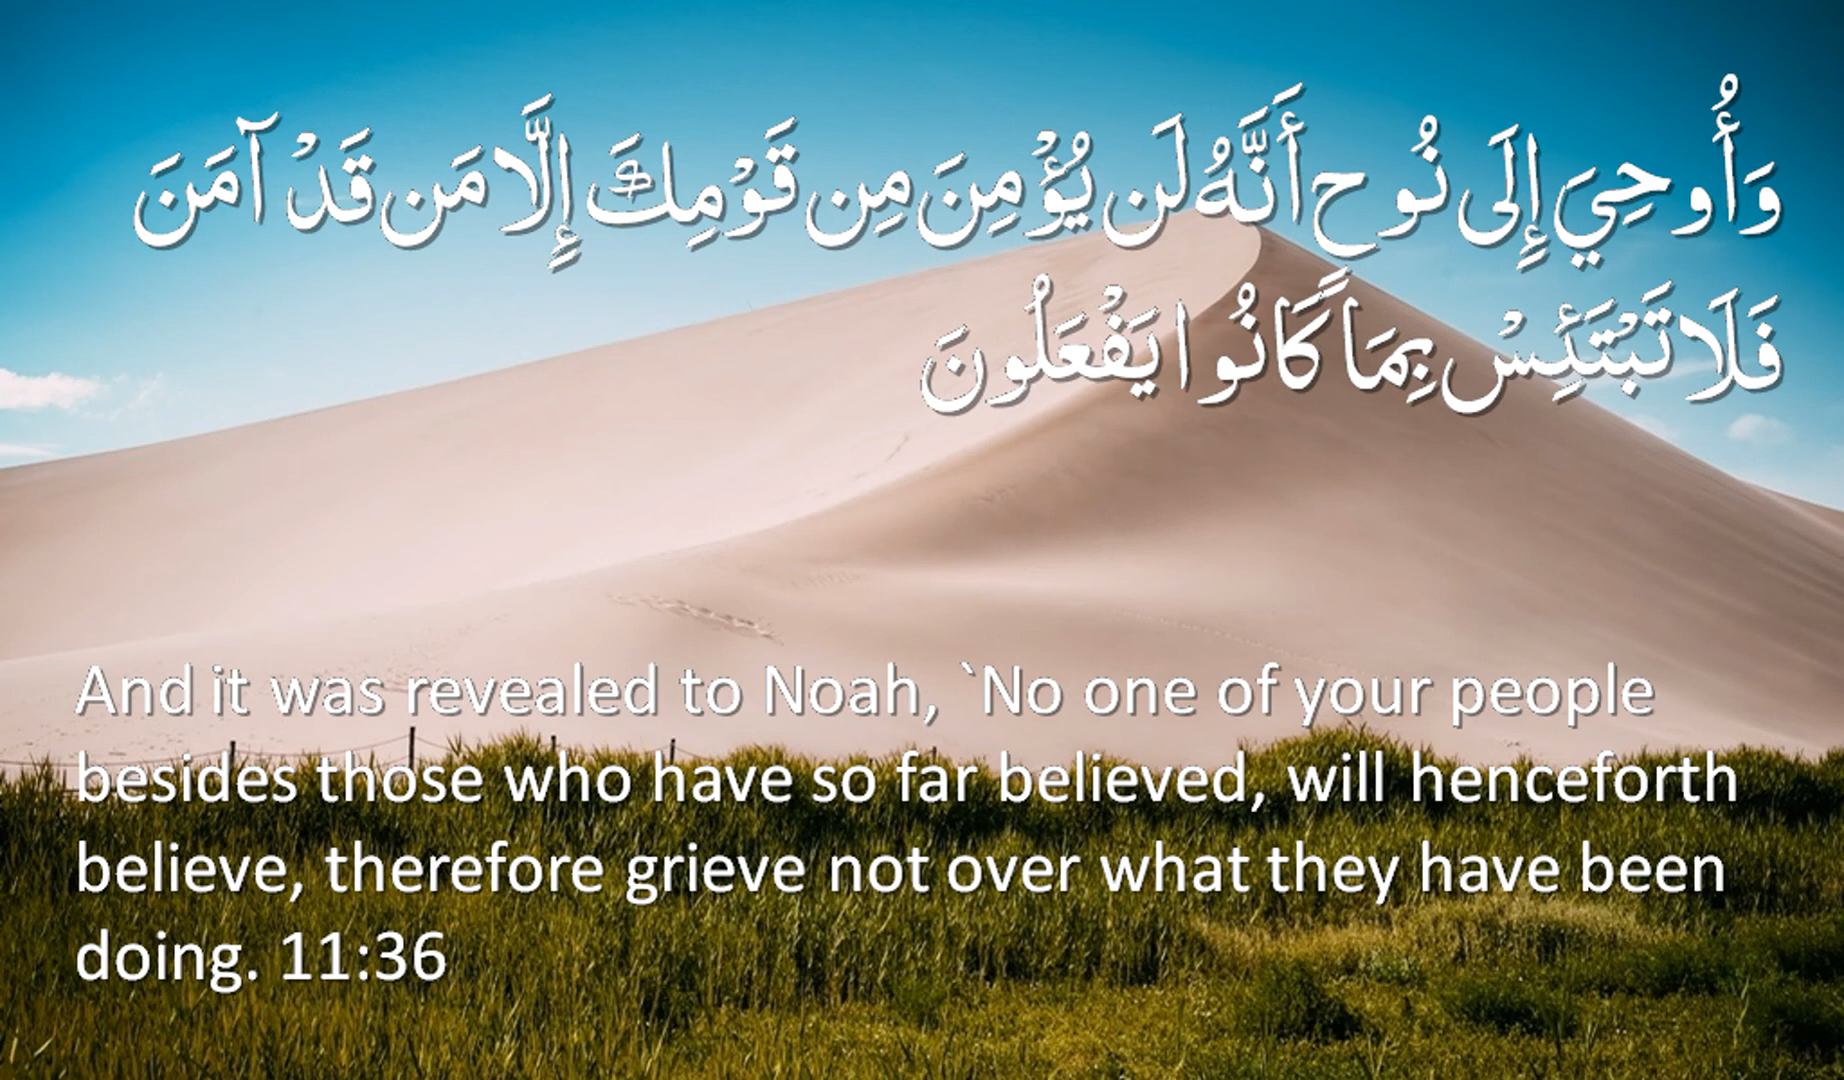 وَأُوحِيَ إِلَى نُوحٍ أَنَّهُ لَن يُؤْمِنَ مِن قَوْمِكَ إِلَّا مَن قَدْ آمَنَ
فَلَا تَبْتَئِسْ بِمَا كَانُوا يَفْعَلُونَ
And it was revealed to Noah, `No one of your people
besides those who have so far believed, will henceforth
believe, therefore grieve not over what they have been
doing. 11:36